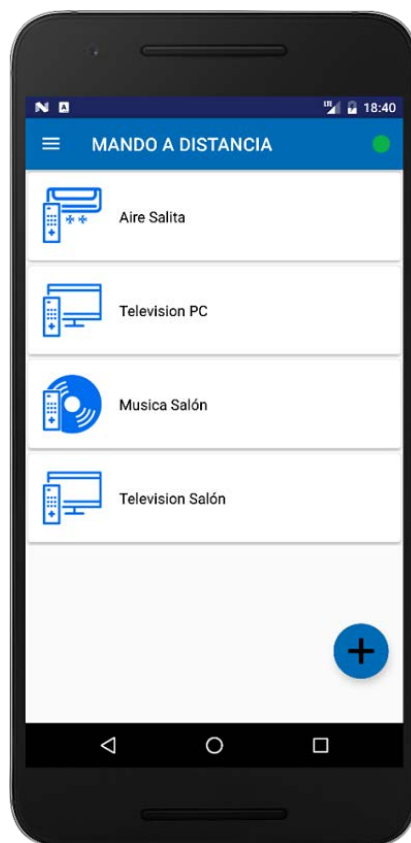 18:40
MANDO A DISTANCIA
Aire Salita
Television PC
Musica Salón
Television Salón